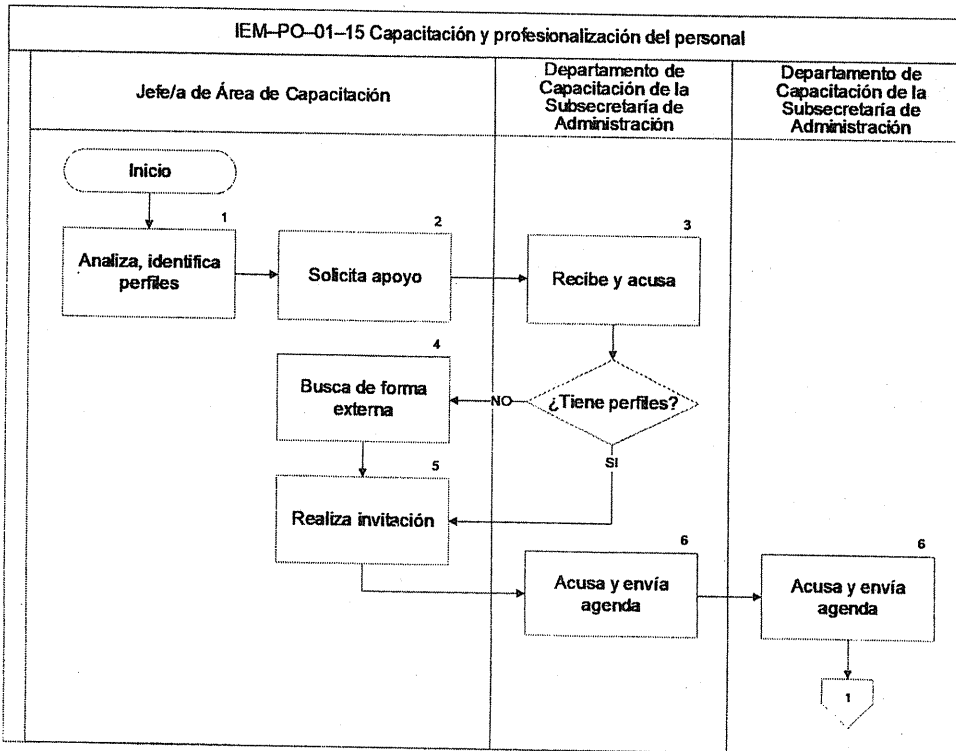 IEM–PO–01–15 Capacitación y profesionalización del personal
Jefe/a de Área de Capacitación
Departamento de
Capacitación de la
Subsecretaría de
Administración
Departamento de
Capacitación de la
Subsecretaría de
Administración
Inicio
1
Analiza, identifica
perfiles
2
Solicita apoyo
3
Recibe y acusa
4
Busca de forma
externa
NO
¿Tiene perfiles?
SI
5
Realiza invitación
6
Acusa y envía
agenda
6
Acusa y envía
agenda
1